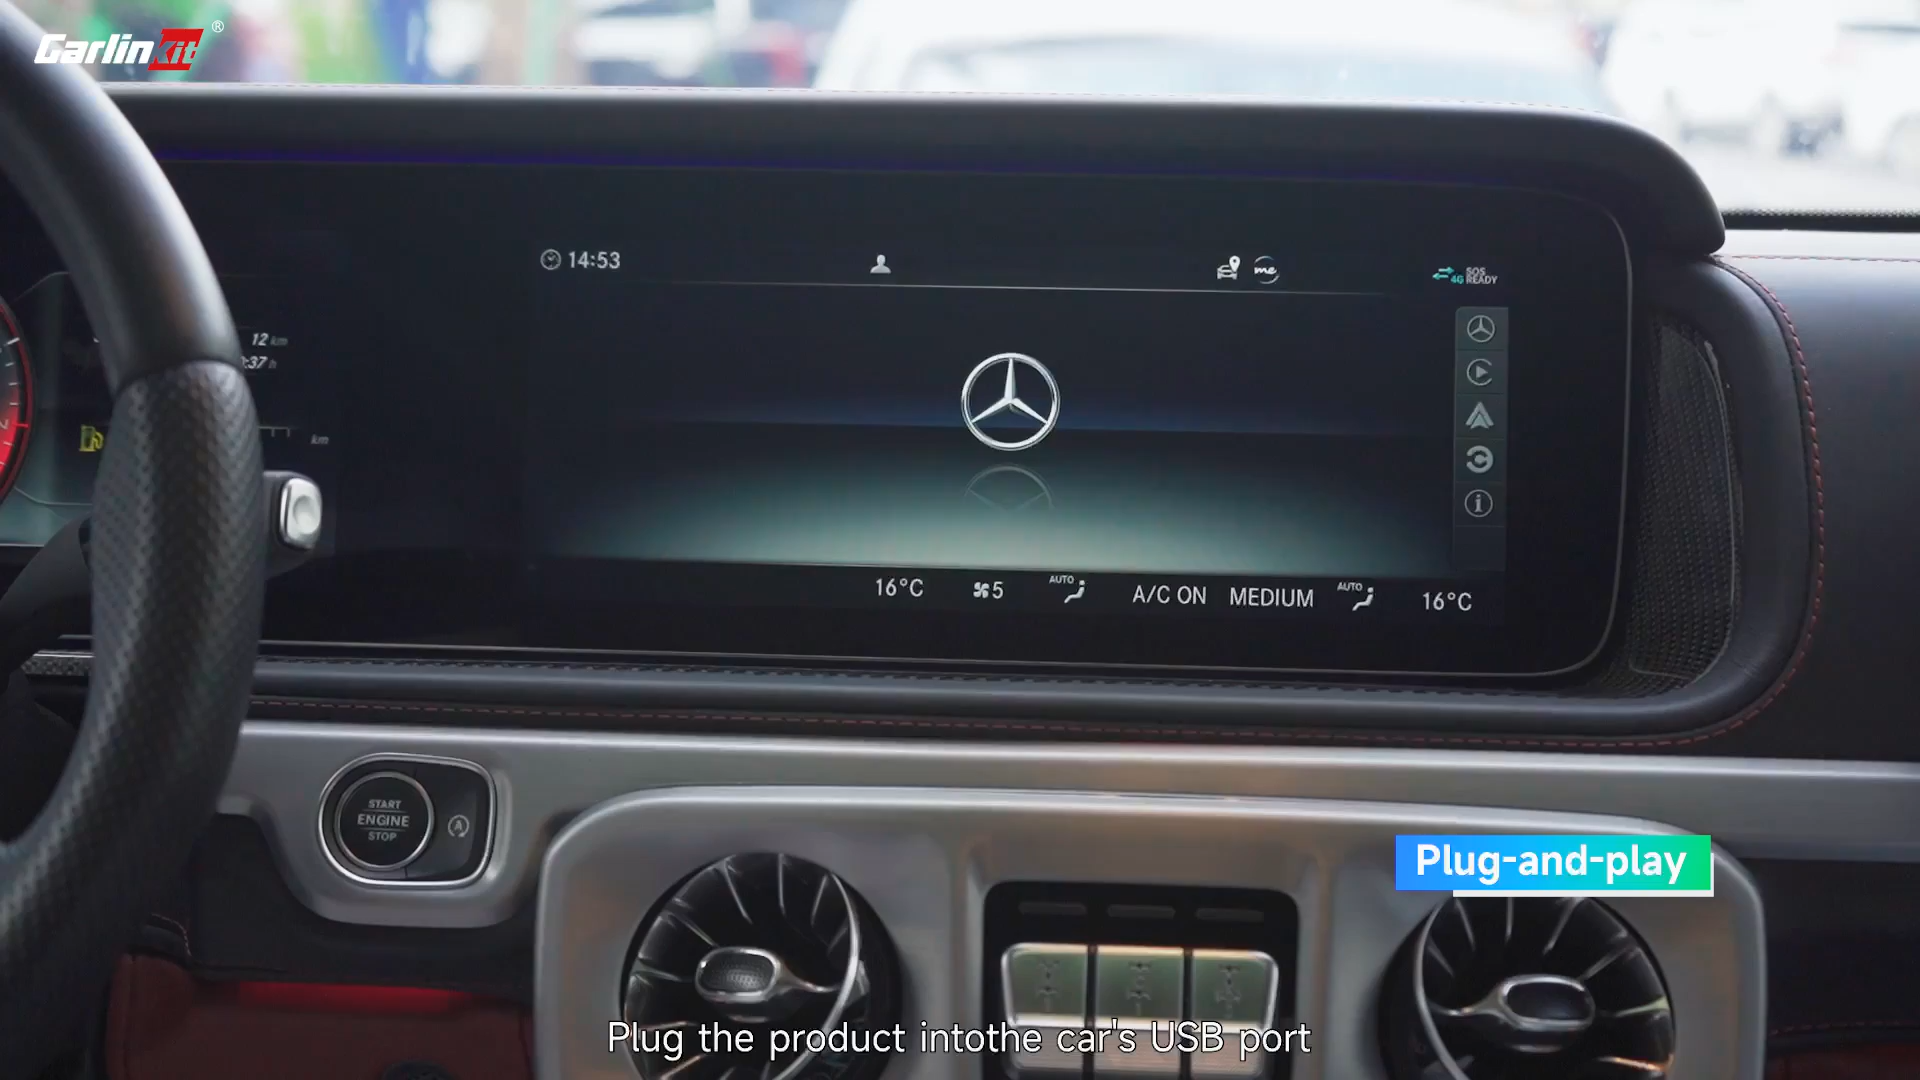 CarlinKit®
14:53
me
4G SOS
READY
12 km
:37 h
km
16°C
5
AUTO
A/C ON
MEDIUM
AUTO
16°C
START
ENGINE
STOP
A
Plug-and-play
Plug the product intothe car's USB port